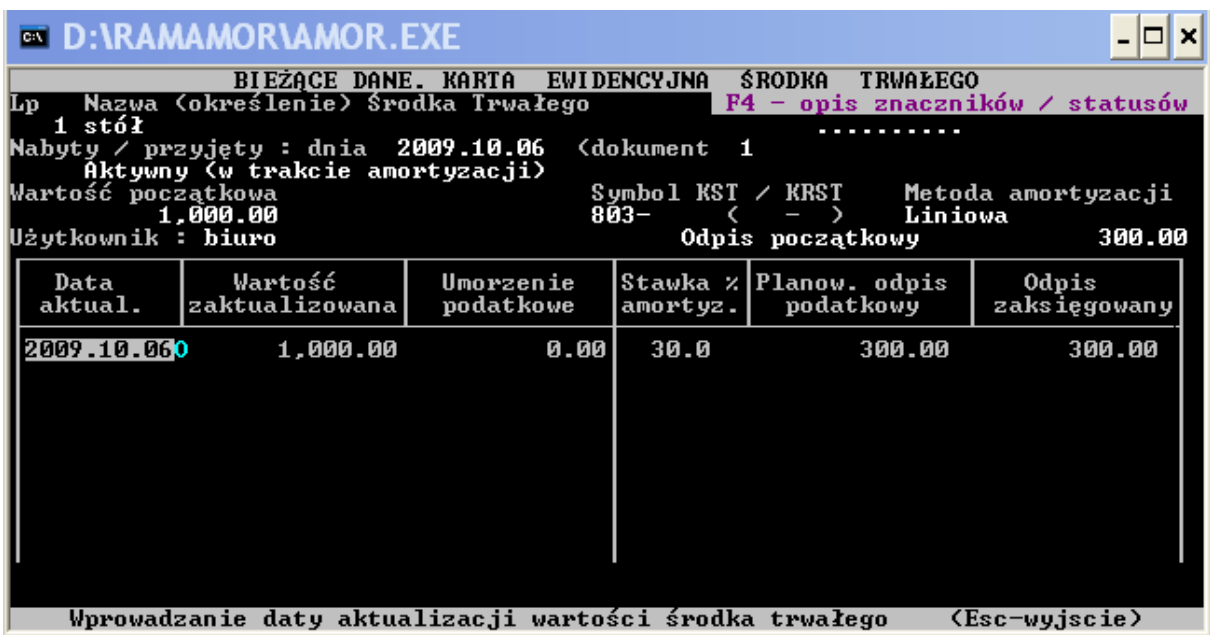 D:\RAMAMOR\AMOR.EXE
BIEŻĄCE DANE. KARTA EWIDENCYJNA ŚRODKA TRWAŁEGO
Lp Nazwa (określenie) Środka Trwałego F4 - opis znaczników / statusów
1 stół ..........
Nabyty / przyjęty : dnia 2009.10.06 (dokument 1
Aktywny (w trakcie amortyzacji)
Wartość początkowa Symbol KST / KRST Metoda amortyzacji
1,000.00 803- ( - ) Liniowa
Użytkownik : biuro Odpis początkowy 300.00
Data Wartość Umorzenie Stawka % Planow. odpis Odpis
aktual. zaktualizowana podatkowe amortyz. podatkowy zaksięgowany
2009.10.06O 1,000.00 0.00 30.0 300.00 300.00
Wprowadzanie daty aktualizacji wartości środka trwałego (Esc-wyjscie)